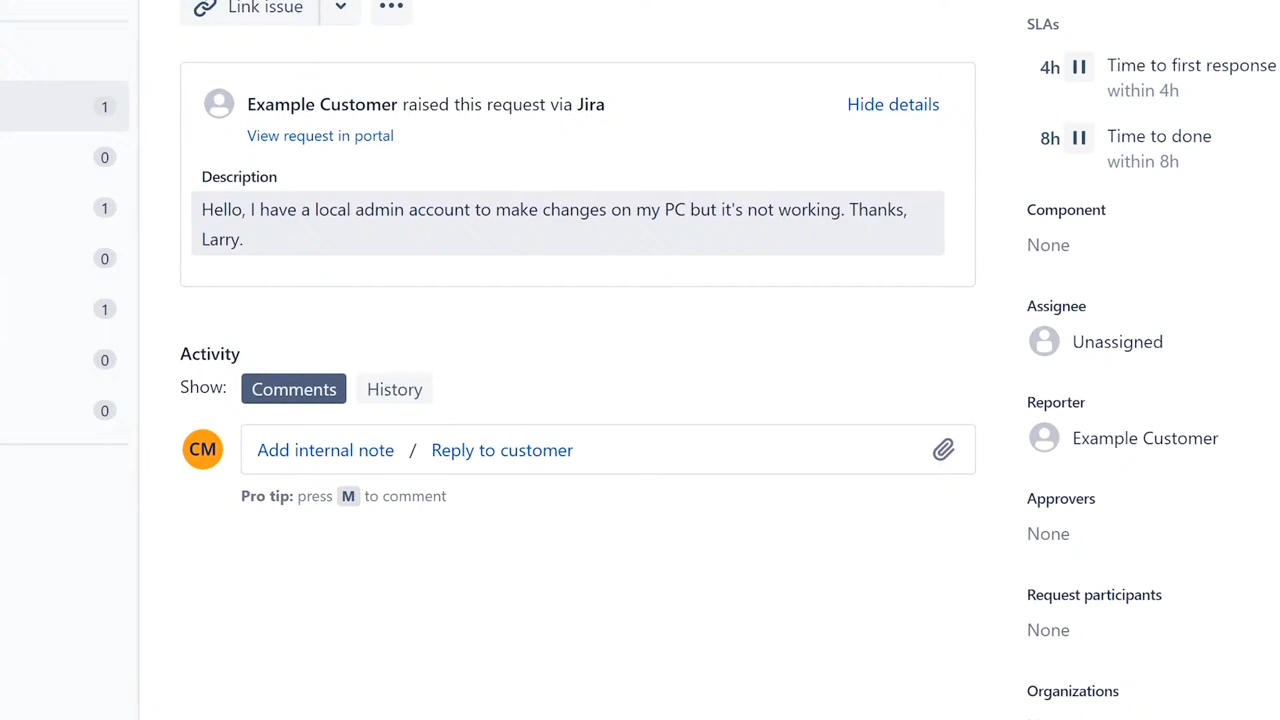 Link issue
•••
1
0
1
0
1
0
0
Example Customer raised this request via Jira
Hide details
View request in portal
Description
Hello, I have a local admin account to make changes on my PC but it's not working. Thanks,
Larry.
Activity
Show: Comments History
CM
Add internal note / Reply to customer
Pro tip: press M to comment
SLAs
4h Time to first response
within 4h
8h Time to done
within 8h
Component
None
Assignee
Unassigned
Reporter
Example Customer
Approvers
None
Request participants
None
Organizations